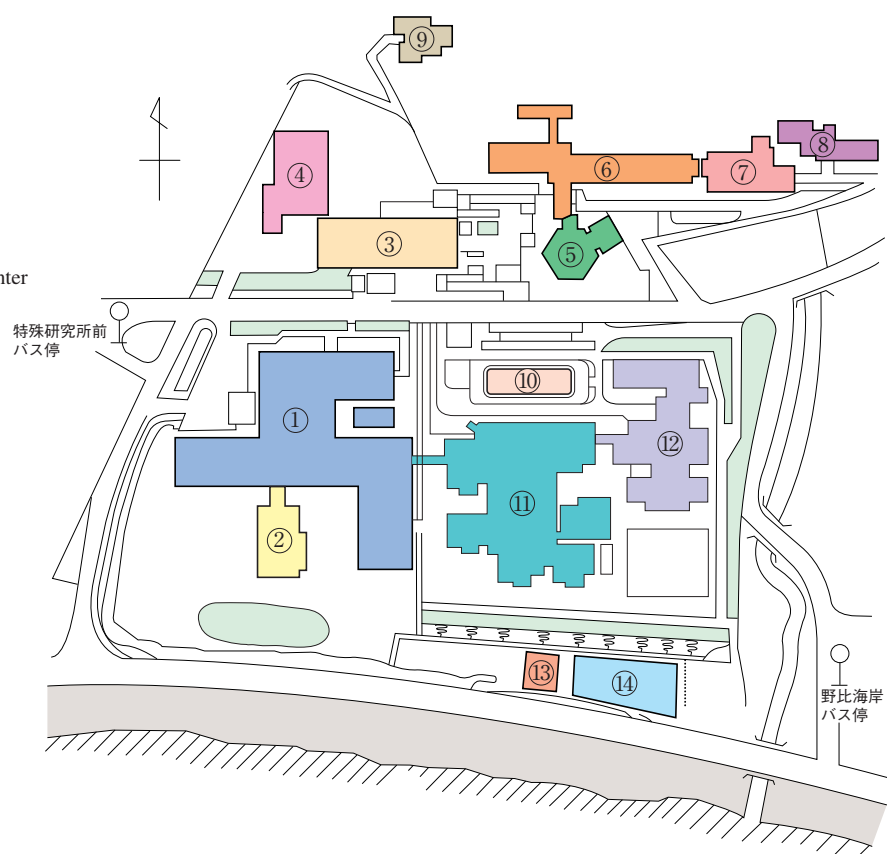 ⑨
⑧
④
⑥
⑦
③
⑤
nter
特殊研究所前
バス停
⑩
①
⑫
⑪
②
⑬
⑭
野比海岸
バス停